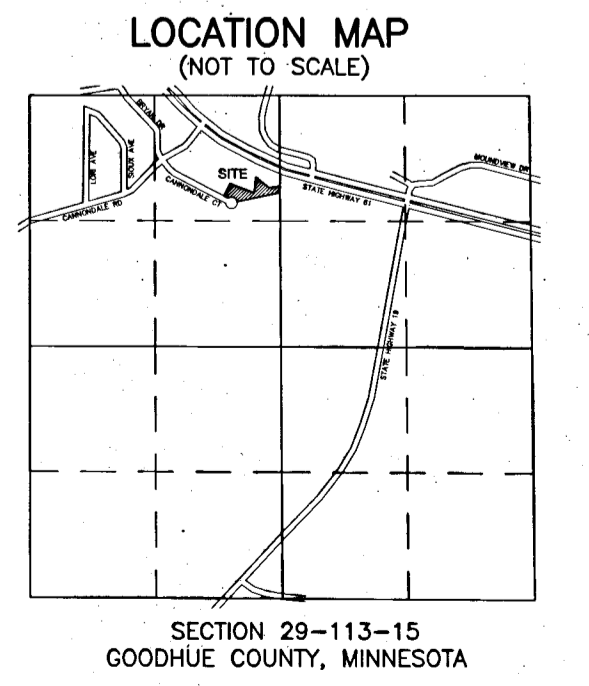 LOCATION MAP
(NOT TO SCALE)
BRYAN DR
LORI AVE
SIOUX AVE
SITE
MOUNDVIEW DR
CANNONDALE CT
STATE HIGHWAY 61
CANNONDALE RD
STATE HIGHWAY 19
SECTION 29-113-15
GOODHUE COUNTY, MINNESOTA